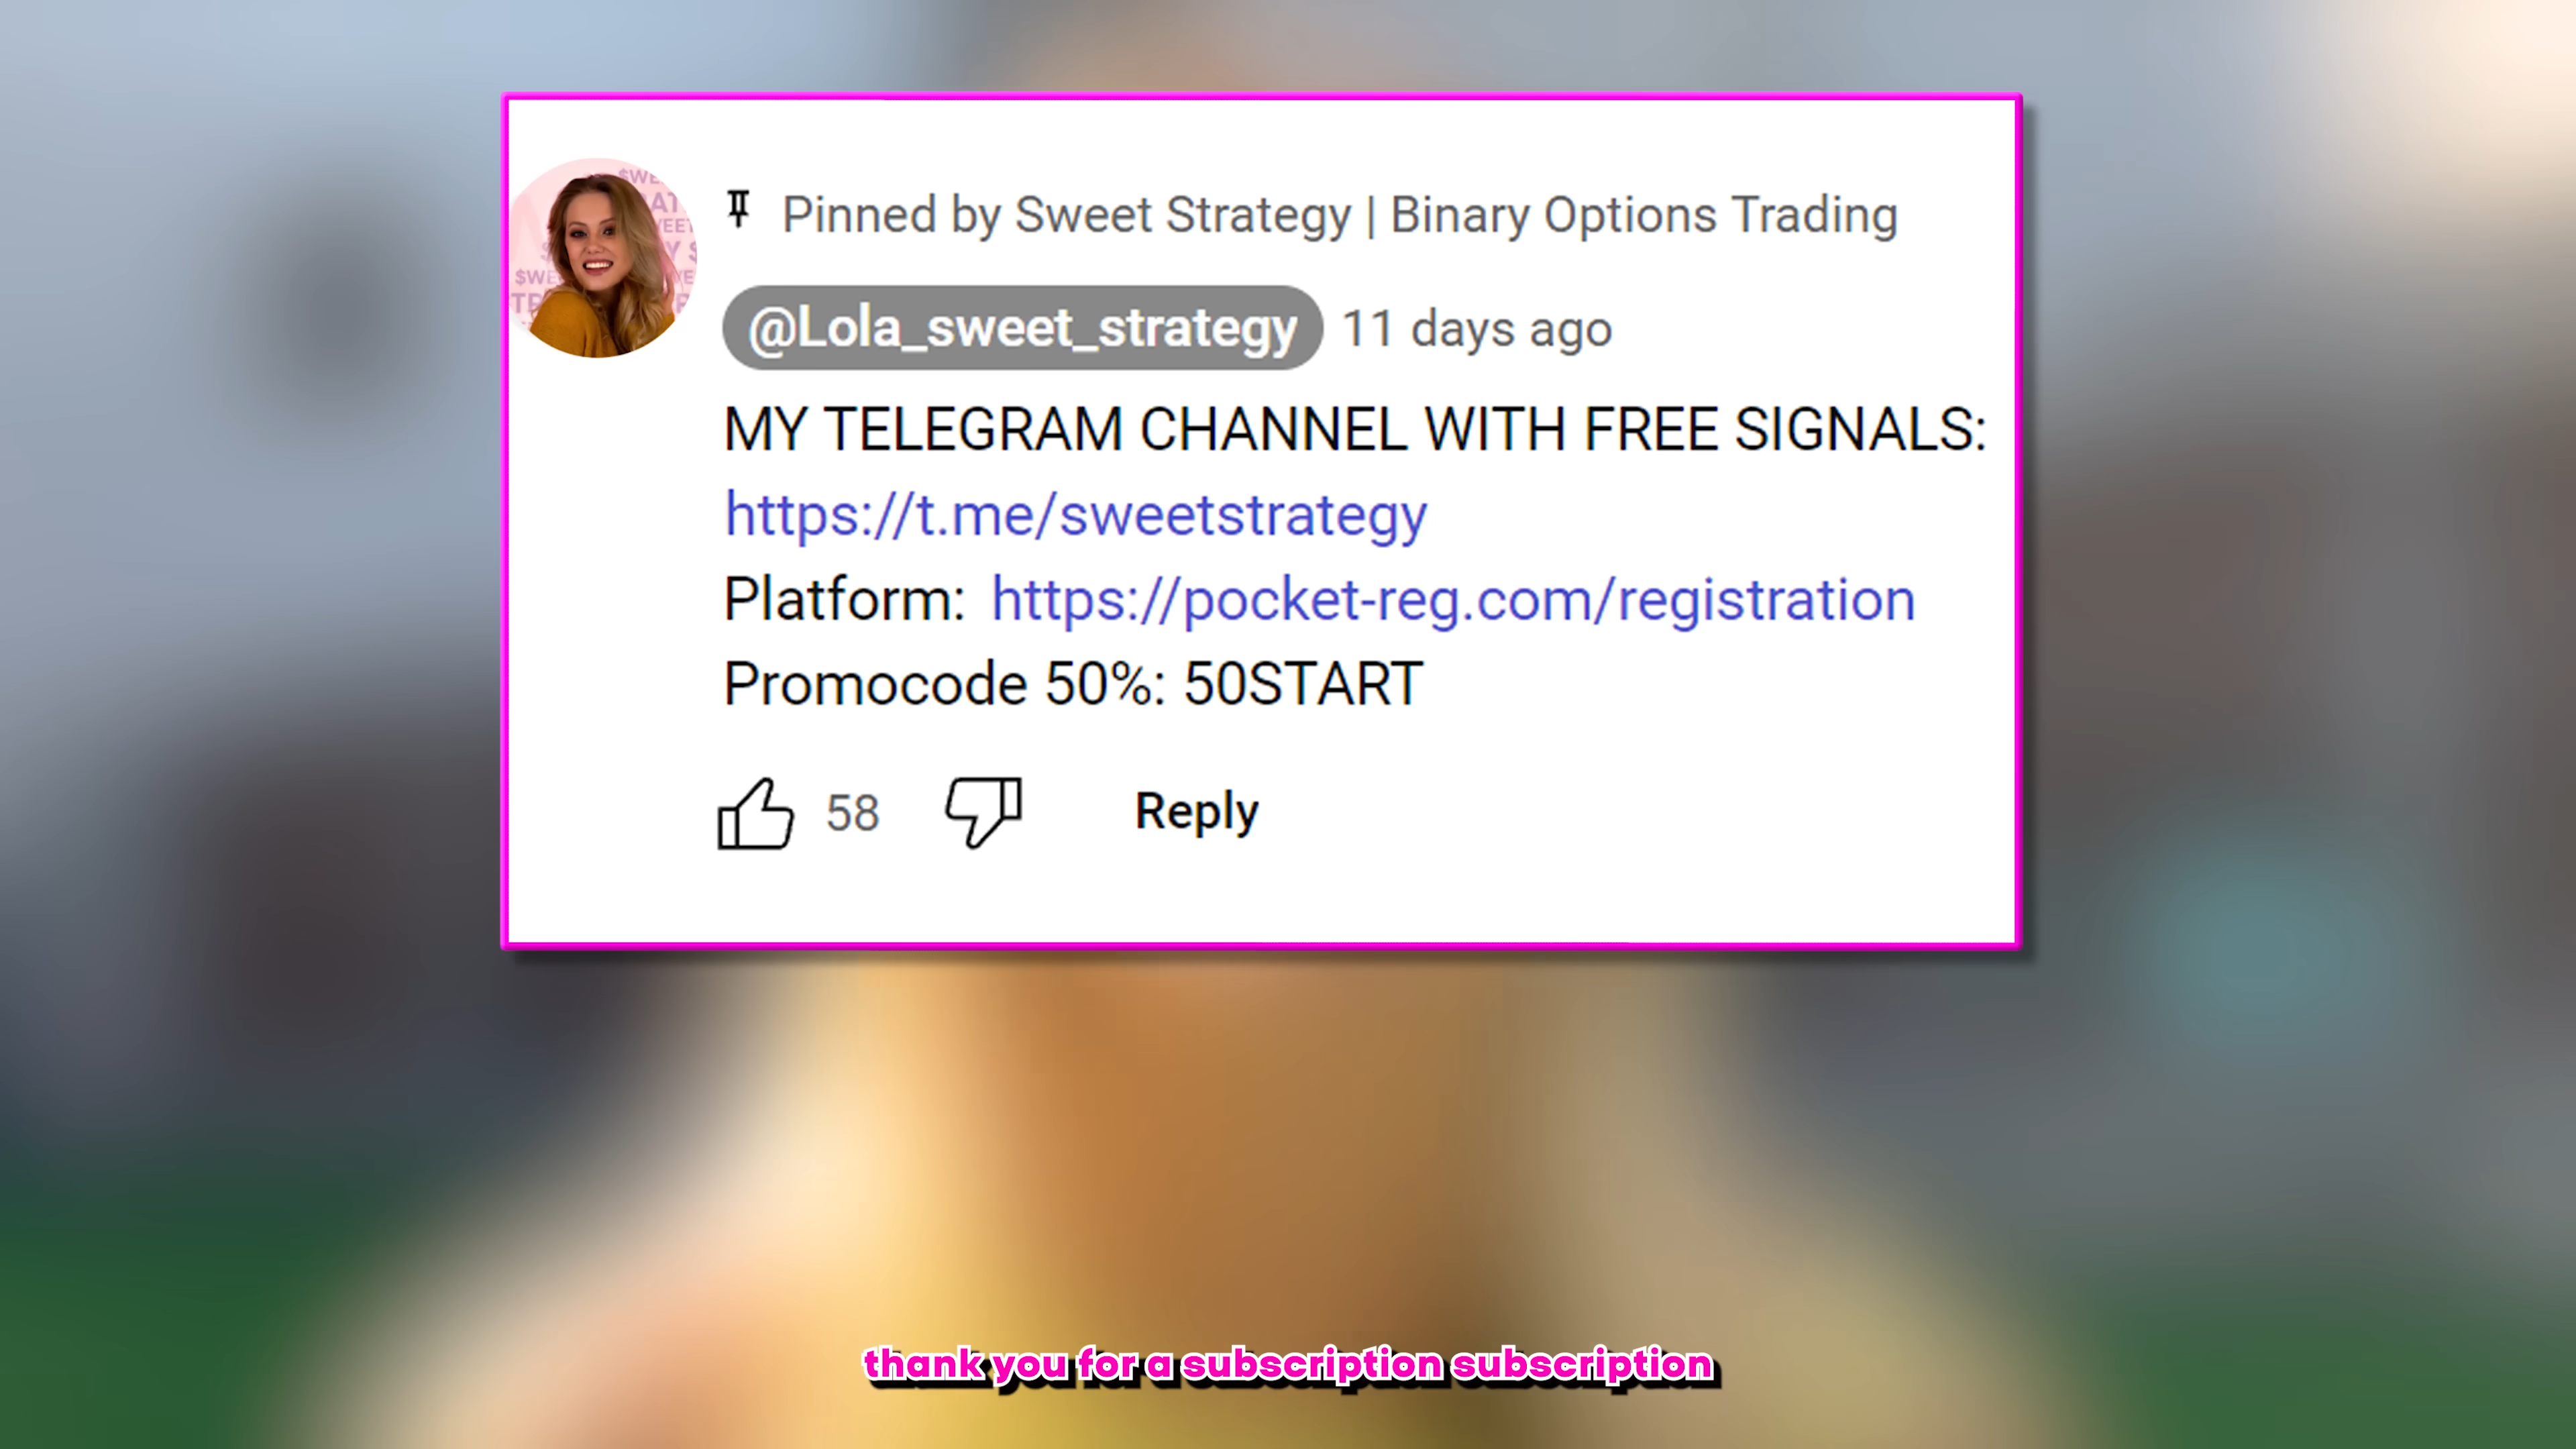 Pinned by Sweet Strategy | Binary Options Trading
@Lola_sweet_strategy 11 days ago
MY TELEGRAM CHANNEL WITH FREE SIGNALS:
https://t.me/sweetstrategy
Platform: https://pocket-reg.com/registration
Promocode 50%: 50START
58 Reply
thank you for a subscription subscription